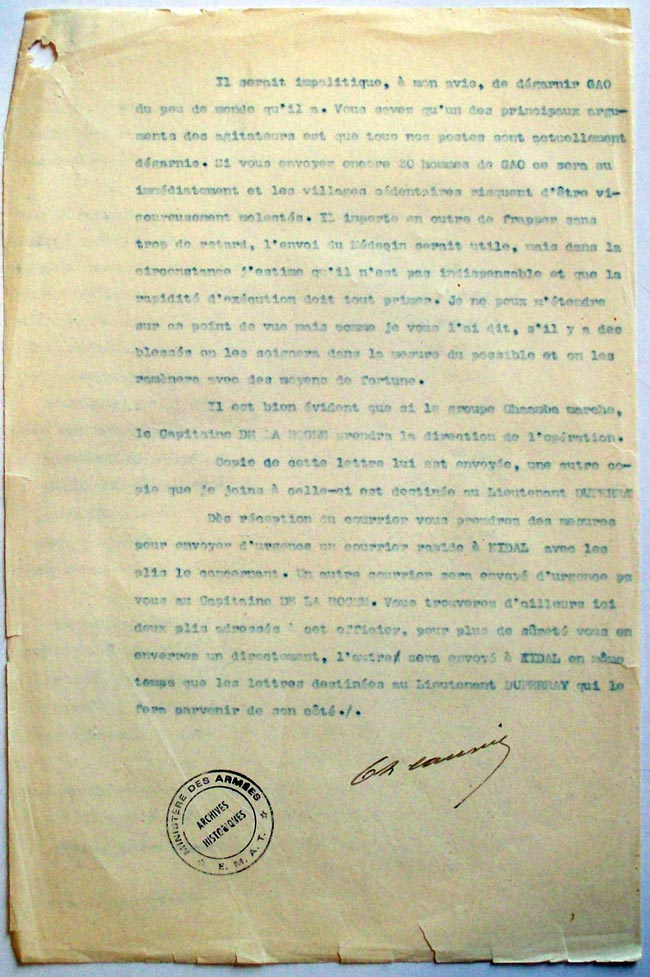 Il serait impolitique, à mon avis, de dégarnir GAO
du peu de monde qu'il a. Vous savez qu'un des principaux argu-
ments des agitateurs est que tous nos postes sont actuellement
dégarnis. Si vous envoyez encore 20 hommes de GAO ce sera su
immédiatement et les villages sédentaires risquent d'être vi-
goureusement molestés. Il importe en outre de frapper sans
trop de retard, l'envoi du Médecin serait utile, mais dans la
circonstance j'estime qu'il n'est pas indispensable et que la
rapidité d'exécution doit tout primer. Je ne peux m'étendre
sur ce point de vue mais comme je vous l'ai dit, s'il y a des
blessés on les soignera dans la mesure du possible et on les
ramènera avec des moyens de fortune.
Il est bien évident que si le groupe Chaamba marche,
le Capitaine DE LA ROCHE prendra la direction de l'opération.
Copie de cette lettre lui est envoyée, une autre co-
pie que je joins à celle-ci est destinée au Lieutenant DUPERRAY
Dès réception du courrier vous prendrez des mesures
pour envoyer d'urgence un courrier rapide à KIDAL avec les
plis le concernant. Un autre courrier sera envoyé d'urgence pa
vous au Capitaine DE LA ROCHE. Vous trouverez d'ailleurs ici
deux plis adressés à cet officier, pour plus de sûreté vous en
enverrez un directement, l'autre/ sera envoyé à KIDAL en même
temps que les lettres destinées au Lieutenant DUPERRAY qui le
fera parvenir de son côté./.
MINISTÈRE DES ARMÉES
ARCHIVES
HISTORIQUES
E. M. A. T.